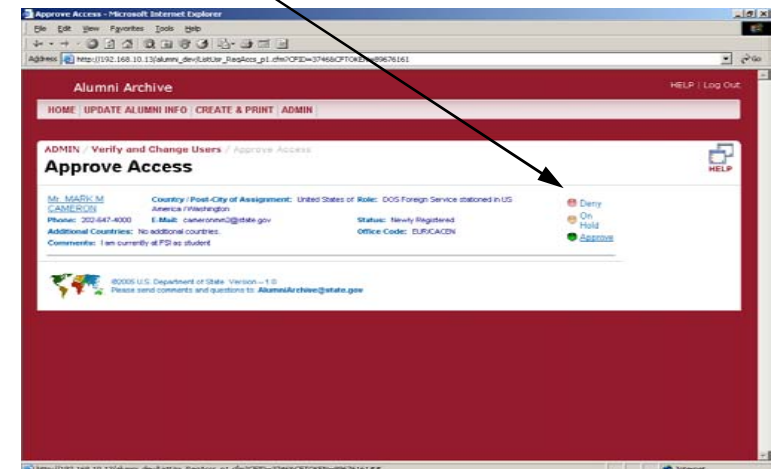 Approve Access - Microsoft Internet Explorer
File Edit View Favorites Tools Help
Address http://192.168.10.13/alumni_dev/ListUsr_ReqAccs_p1.cfm?CFID=37468&CFTOKEN=89676161 Go
Alumni Archive HELP | Log Out
HOME UPDATE ALUMNI INFO CREATE & PRINT ADMIN
ADMIN / Verify and Change Users / Approve Access
Approve Access
HELP
Mr. MARK M CAMERON
Country / Post-City of Assignment: United States of America / Washington
Role: DOS Foreign Service stationed in US
Phone: 202-647-4000 E-Mail: cameronmm2@state.gov Status: Newly Registered
Additional Countries: No additional countries. Office Code: EUR/CACEN
Comments: I am currently at FSI as student
Deny
On Hold
Approve
©2005 U.S. Department of State Version - 1.0
Please send comments and questions to: AlumniArchive@state.gov
Internet